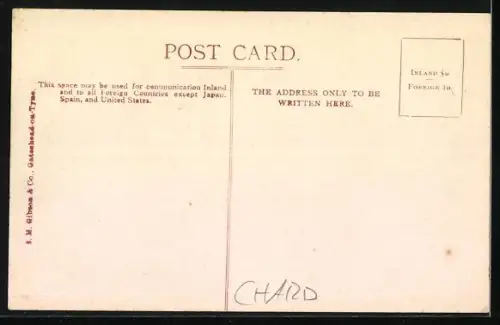 POST CARD.
This space may be used for communication Inland
and to all Foreign Countries except Japan,
Spain, and United States.
THE ADDRESS ONLY TO BE
WRITTEN HERE.
INLAND ½D
FOREIGN 1D.
S. M. Gibson & Co., Gateshead-on-Tyne.
CHARD